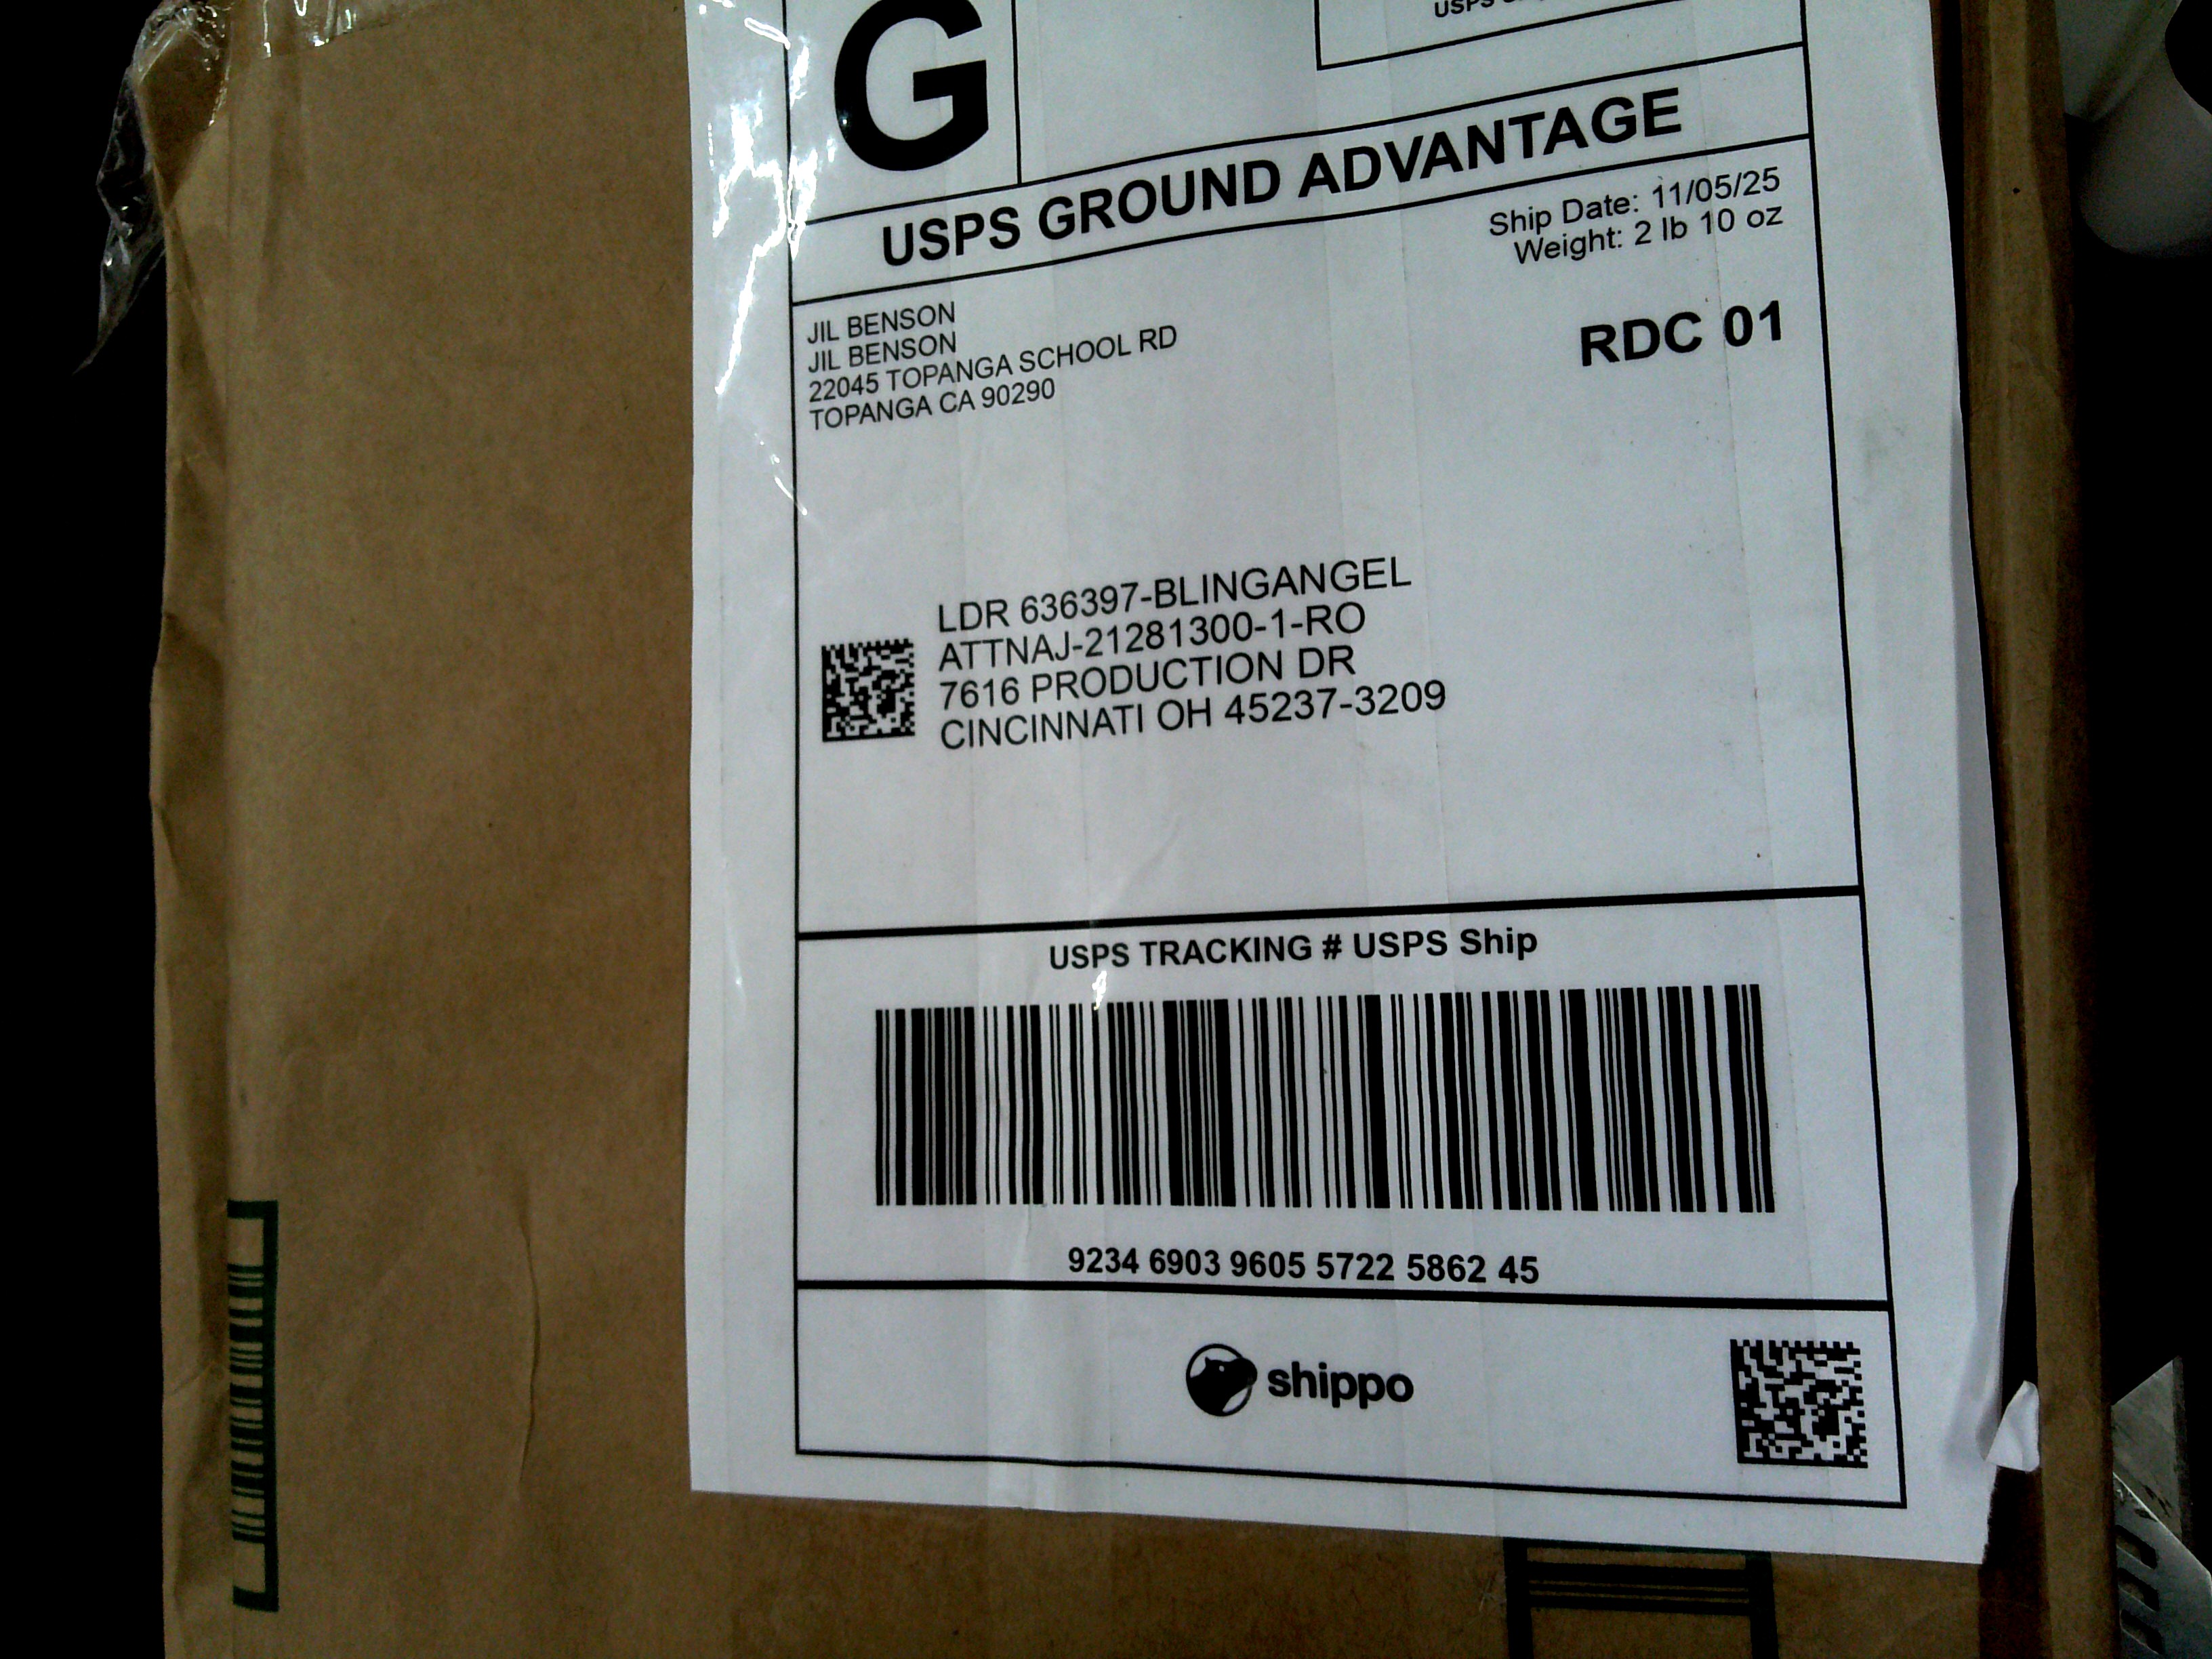 G
USPS GROUND ADVANTAGE
Ship Date: 11/05/25
Weight: 2 lb 10 oz
RDC 01
JIL BENSON
JIL BENSON
22045 TOPANGA SCHOOL RD
TOPANGA CA 90290
LDR 636397-BLINGANGEL
ATTNAJ-21281300-1-RO
7616 PRODUCTION DR
CINCINNATI OH 45237-3209
USPS TRACKING # USPS Ship
9234 6903 9605 5722 5862 45
shippo